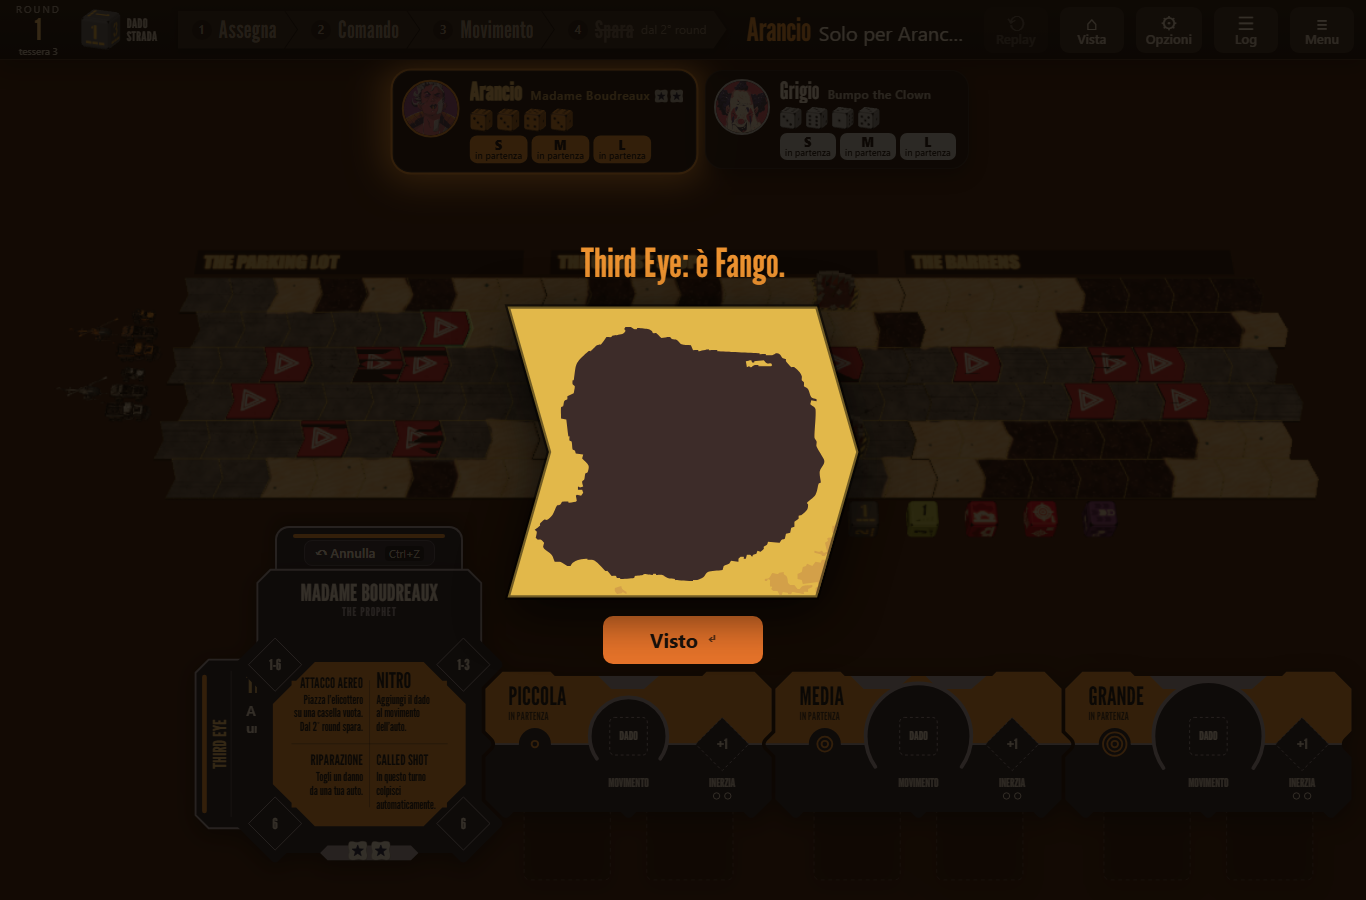 ROUND
1
tessera 3
DADO
STRADA
1 Assegna
2 Comando
3 Movimento
4 Sparo dal 2° round
Arancio Solo per Aranc...
Replay
Vista
Opzioni
Log
Menu
Arancio Madame Boudreaux
S
in partenza
M
in partenza
L
in partenza
Grigio Bumpo the Clown
S
in partenza
M
in partenza
L
in partenza
THE PARKING LOT
THE BARBERS
Third Eye: è Fango.
Visto
Annulla Ctrl+Z
MADAME BOUDREAUX
THE PROPHET
THIRD EYE
1-6
1-3
ATTACCO AEREO
Piazza l'elicottero
su una casella vuota.
Dal 2° round spara.
NITRO
Aggiungi il dado
al movimento
dell'auto.
RIPARAZIONE
Togli un danno
da una tua auto.
CALLED SHOT
In questo turno
colpisci
automaticamente.
6
6
PICCOLA
IN PARTENZA
DADO
+1
MOVIMENTO
INERZIA
MEDIA
IN PARTENZA
DADO
+1
MOVIMENTO
INERZIA
GRANDE
IN PARTENZA
DADO
+1
MOVIMENTO
INERZIA